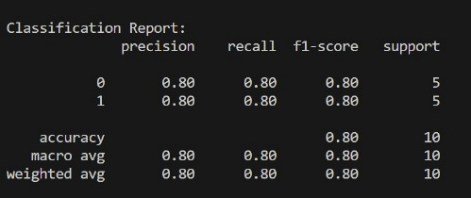 Classification Report:
precision recall f1-score support
0 0.80 0.80 0.80 5
1 0.80 0.80 0.80 5
accuracy 0.80 10
macro avg 0.80 0.80 0.80 10
weighted avg 0.80 0.80 0.80 10